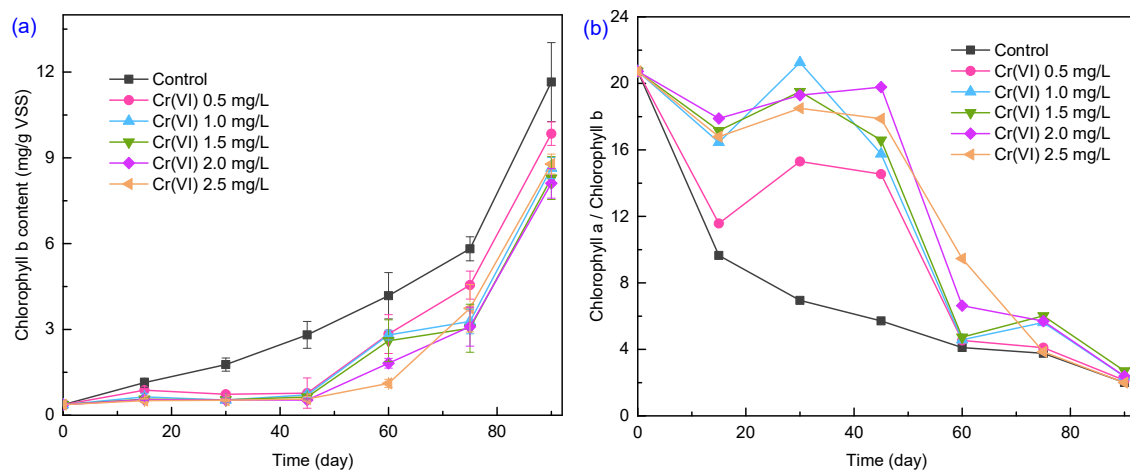 (a)
Chlorophyll b content (mg/g VSS)
12
9
6
3
0
Control
Cr(VI) 0.5 mg/L
Cr(VI) 1.0 mg/L
Cr(VI) 1.5 mg/L
Cr(VI) 2.0 mg/L
Cr(VI) 2.5 mg/L
0 20 40 60 80
Time (day)
(b)
Chlorophyll a / Chlorophyll b
24
20
16
12
8
4
0
Control
Cr(VI) 0.5 mg/L
Cr(VI) 1.0 mg/L
Cr(VI) 1.5 mg/L
Cr(VI) 2.0 mg/L
Cr(VI) 2.5 mg/L
0 20 40 60 80
Time (day)